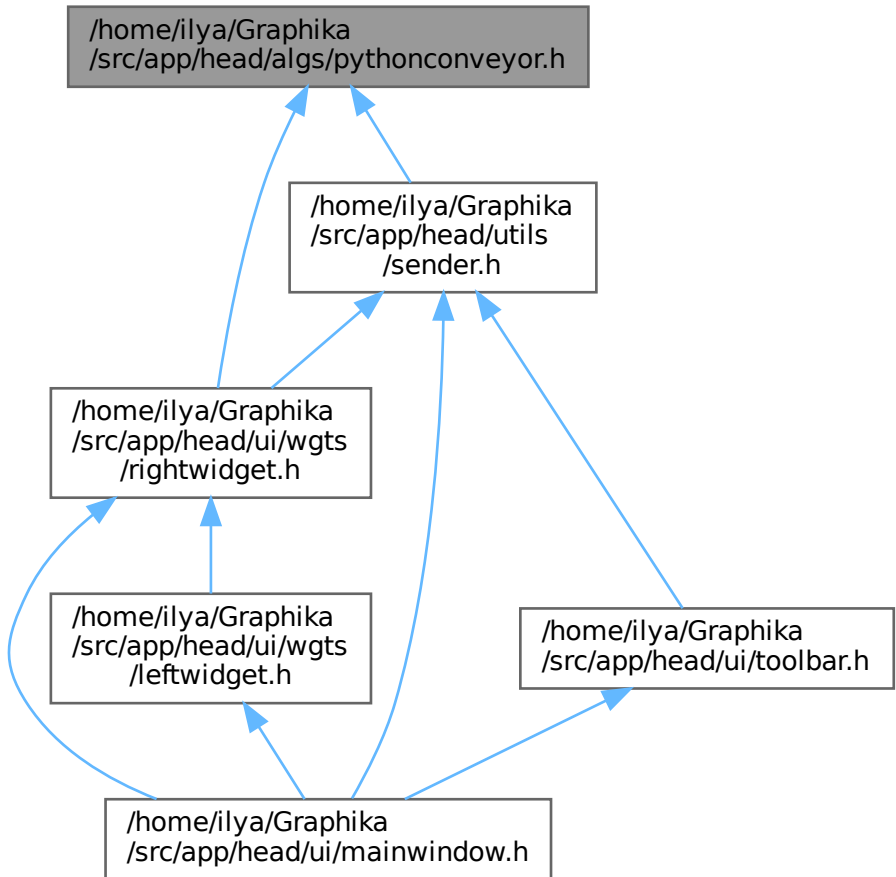 /home/ilya/Graphika
/src/app/head/algs/pythonconveyor.h
/home/ilya/Graphika
/src/app/head/utils
/sender.h
/home/ilya/Graphika
/src/app/head/ui/wgts
/rightwidget.h
/home/ilya/Graphika
/src/app/head/ui/wgts
/leftwidget.h
/home/ilya/Graphika
/src/app/head/ui/toolbar.h
/home/ilya/Graphika
/src/app/head/ui/mainwindow.h